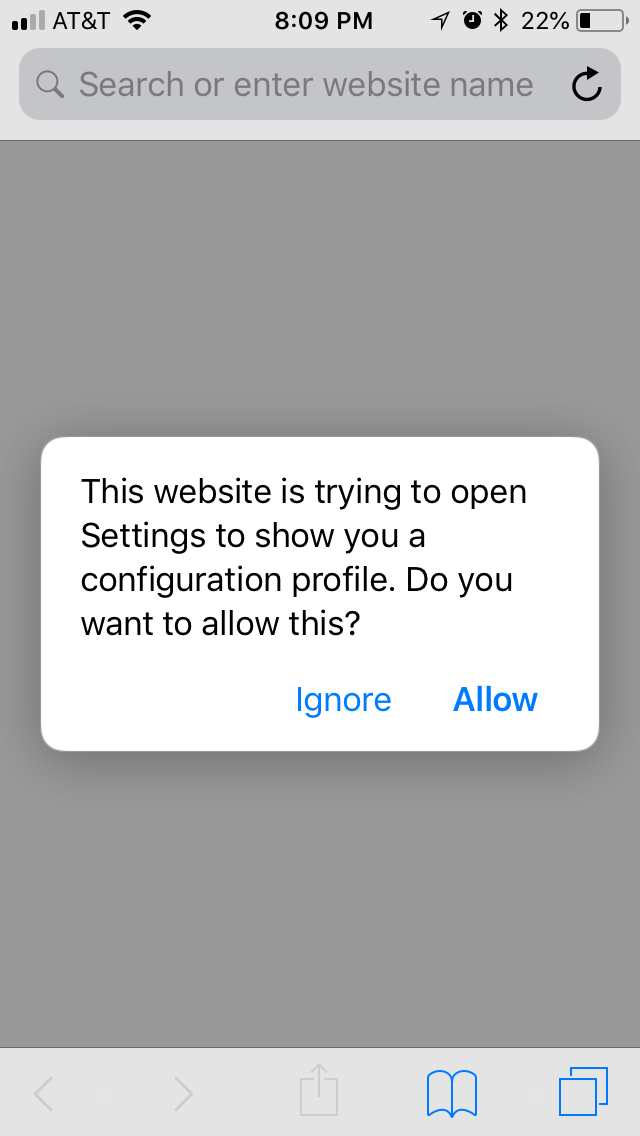 AT&T 8:09 PM 22%
Search or enter website name
This website is trying to open
Settings to show you a
configuration profile. Do you
want to allow this?
Ignore Allow